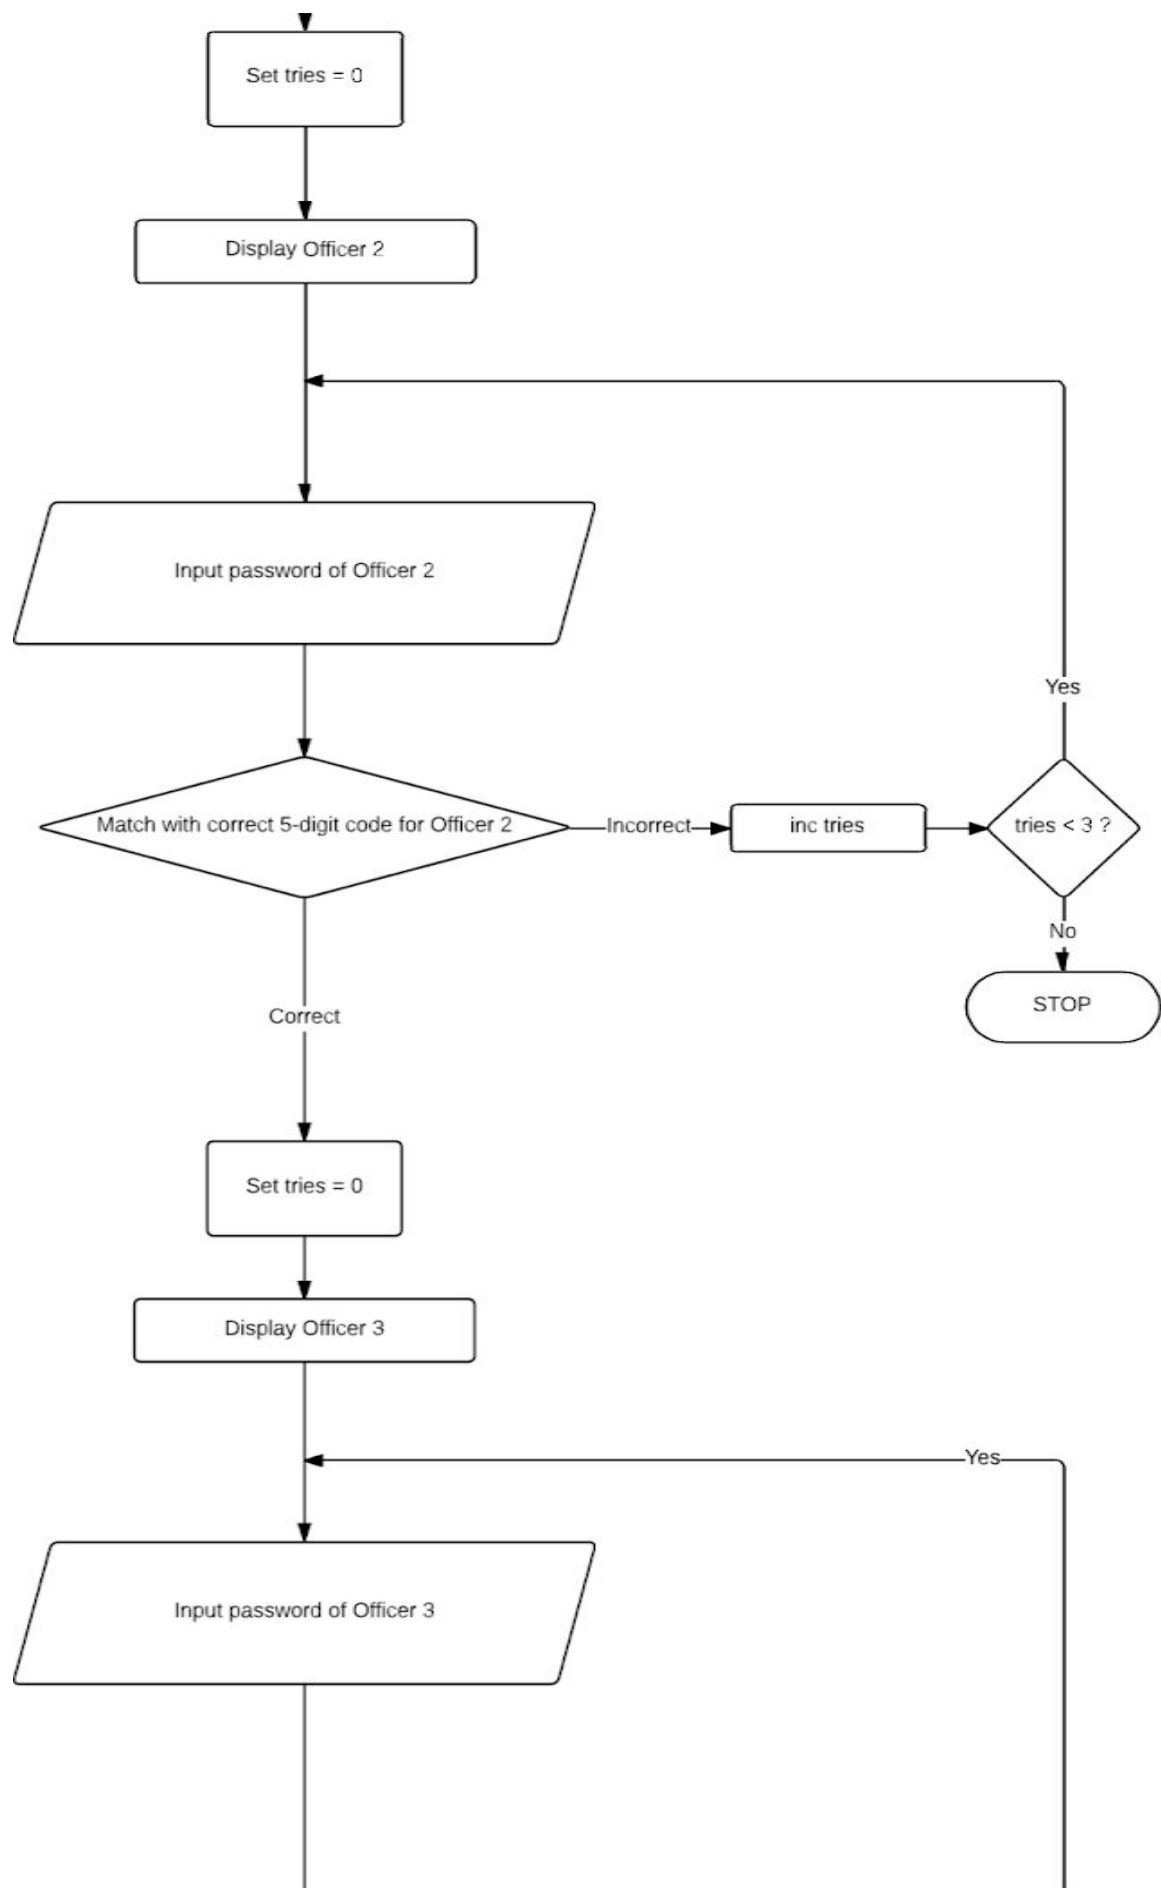 Set tries = 0
Display Officer 2
Input password of Officer 2
Yes
Match with correct 5-digit code for Officer 2
Incorrect
inc tries
tries < 3 ?
No
STOP
Correct
Set tries = 0
Display Officer 3
Yes
Input password of Officer 3